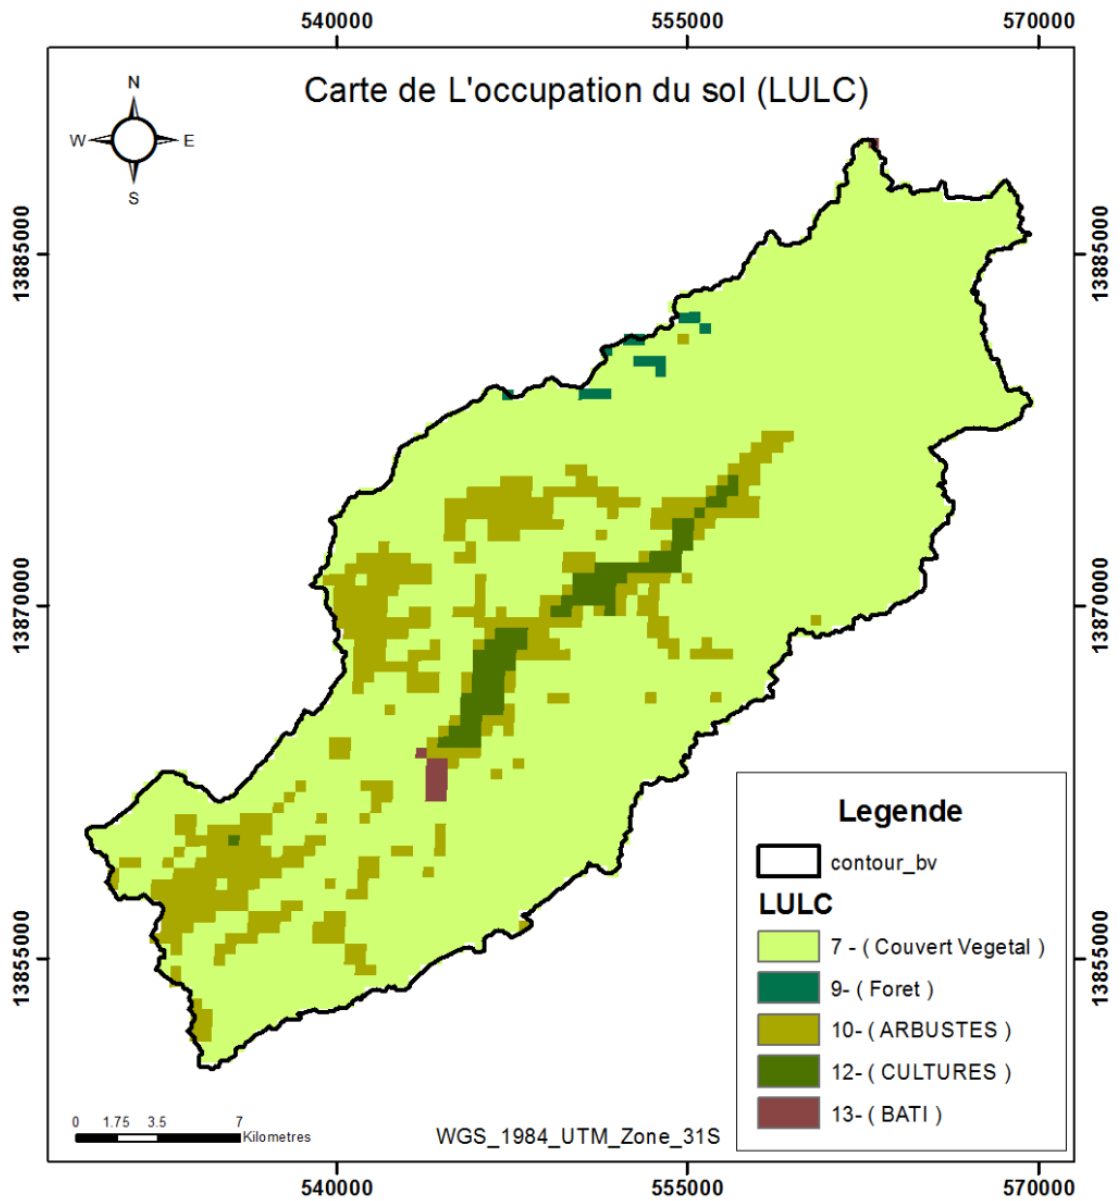 540000 555000 570000
Carte de L'occupation du sol (LULC)
N
W E
S
13885000 13885000
13870000 13870000
Legende
contour_bv
LULC
7 - ( Couvert Vegetal )
13855000 13855000
9- ( Foret )
10- ( ARBUSTES )
12- ( CULTURES )
13- ( BATI )
0 1.75 3.5 7
Kilometres
WGS_1984_UTM_Zone_31S
540000 555000 570000